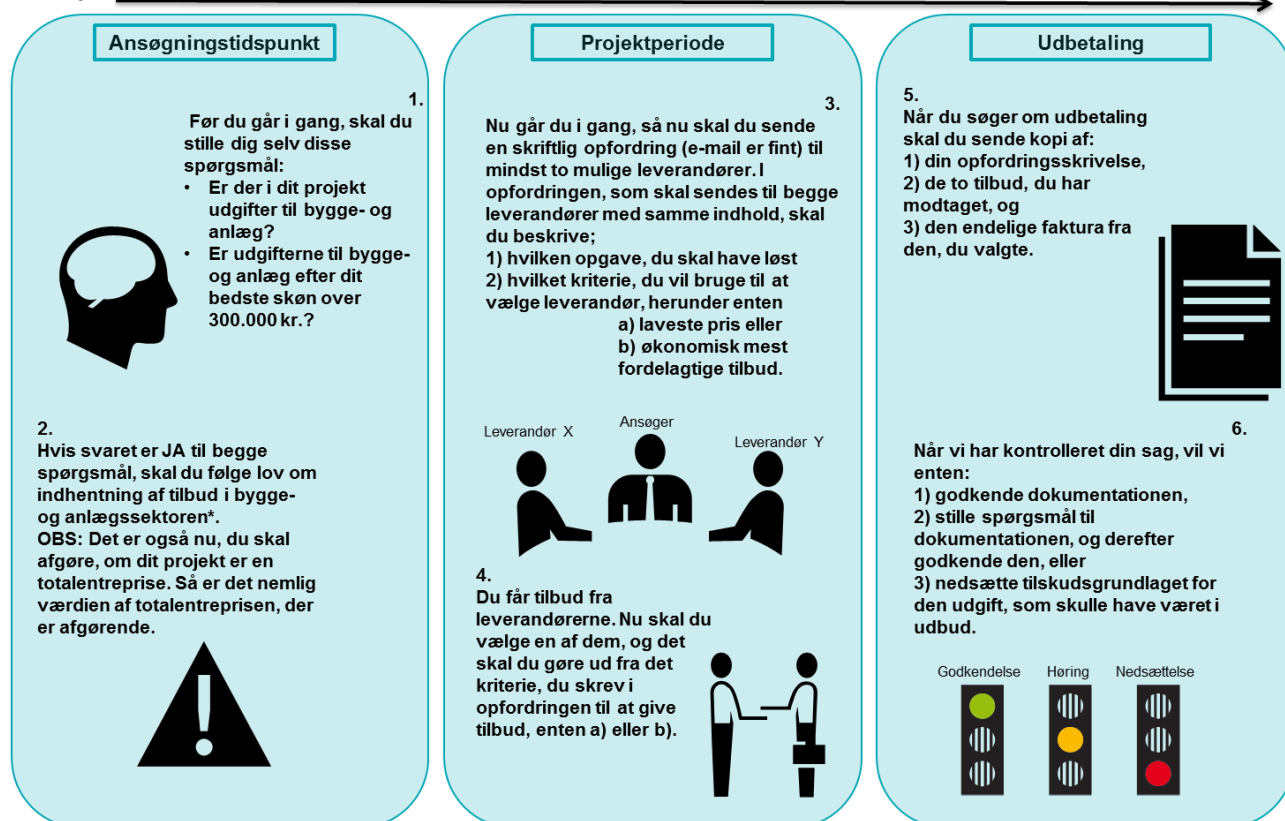 Ansøgningstidspunkt
1.
Før du går i gang, skal du
stille dig selv disse
spørgsmål:
• Er der i dit projekt
udgifter til bygge- og
anlæg?
• Er udgifterne til bygge-
og anlæg efter dit
bedste skøn over
300.000 kr.?
2.
Hvis svaret er JA til begge
spørgsmål, skal du følge lov om
indhentning af tilbud i bygge-
og anlægssektoren*.
OBS: Det er også nu, du skal
afgøre, om dit projekt er en
totalentreprise. Så er det nemlig
værdien af totalentreprisen, der
er afgørende.
Projektperiode
3.
Nu går du i gang, så nu skal du sende
en skriftlig opfordring (e-mail er fint) til
mindst to mulige leverandører. I
opfordringen, som skal sendes til begge
leverandører med samme indhold, skal
du beskrive;
1) hvilken opgave, du skal have løst
2) hvilket kriterie, du vil bruge til at
vælge leverandør, herunder enten
a) laveste pris eller
b) økonomisk mest
fordelagtige tilbud.
Leverandør X
Ansøger
Leverandør Y
4.
Du får tilbud fra
leverandørerne. Nu skal du
vælge en af dem, og det
skal du gøre ud fra det
kriterie, du skrev i
opfordringen til at give
tilbud, enten a) eller b).
Udbetaling
5.
Når du søger om udbetaling
skal du sende kopi af:
1) din opfordringsskrivelse,
2) de to tilbud, du har
modtaget, og
3) den endelige faktura fra
den, du valgte.
6.
Når vi har kontrolleret din sag, vil vi
enten:
1) godkende dokumentationen,
2) stille spørgsmål til
dokumentationen, og derefter
godkende den, eller
3) nedsætte tilskudsgrundlaget for
den udgift, som skulle have været i
udbud.
Godkendelse
Høring
Nedsættelse